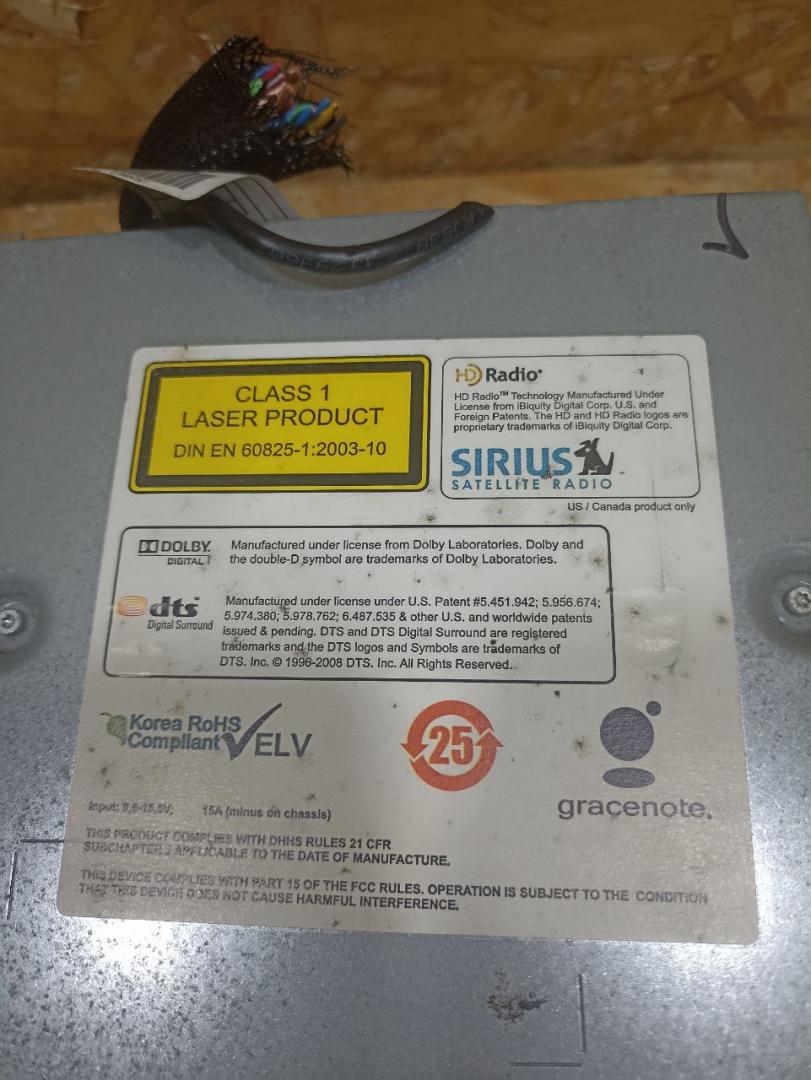 CLASS 1
LASER PRODUCT
DIN EN 60825-1:2003-10
HD Radio
HD Radio™ Technology Manufactured Under
License from iBiquity Digital Corp. U.S. and
Foreign Patents. The HD and HD Radio logos are
proprietary trademarks of iBiquity Digital Corp.
SIRIUS
SATELLITE RADIO
US / Canada product only
DOLBY
DIGITAL
Manufactured under license from Dolby Laboratories. Dolby and
the double-D symbol are trademarks of Dolby Laboratories.
dts
Digital Surround
Manufactured under license under U.S. Patent #5.451.942; 5.956.674;
5.974.380; 5.978.762; 6.487.535 & other U.S. and worldwide patents
issued & pending. DTS and DTS Digital Surround are registered
trademarks and the DTS logos and Symbols are trademarks of
DTS. Inc. © 1996-2008 DTS. Inc. All Rights Reserved.
Korea RoHS
Compliant
ELV
25
gracenote.
Input: 9,6-15,8V; 15A (minus on chassis)
THIS PRODUCT COMPLIES WITH DHHS RULES 21 CFR
SUBCHAPTER J APPLICABLE TO THE DATE OF MANUFACTURE.
THIS DEVICE COMPLIES WITH PART 15 OF THE FCC RULES. OPERATION IS SUBJECT TO THE CONDITION
THAT THIS DEVICE DOES NOT CAUSE HARMFUL INTERFERENCE.